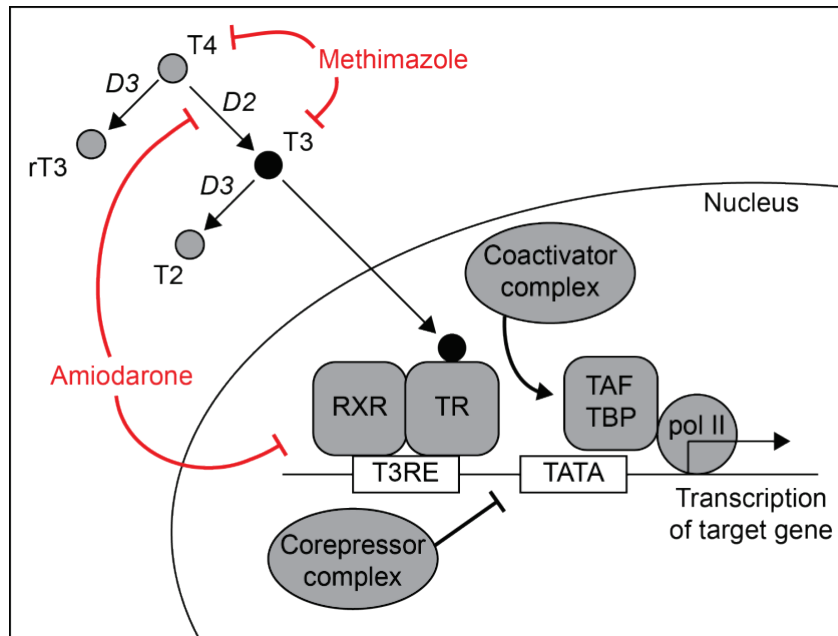 T4
Methimazole
D3
D2
rT3
T3
D3
T2
Nucleus
Coactivator
complex
Amiodarone
RXR
TR
TAF
TBP
pol II
T3RE
TATA
Transcription
of target gene
Corepressor
complex